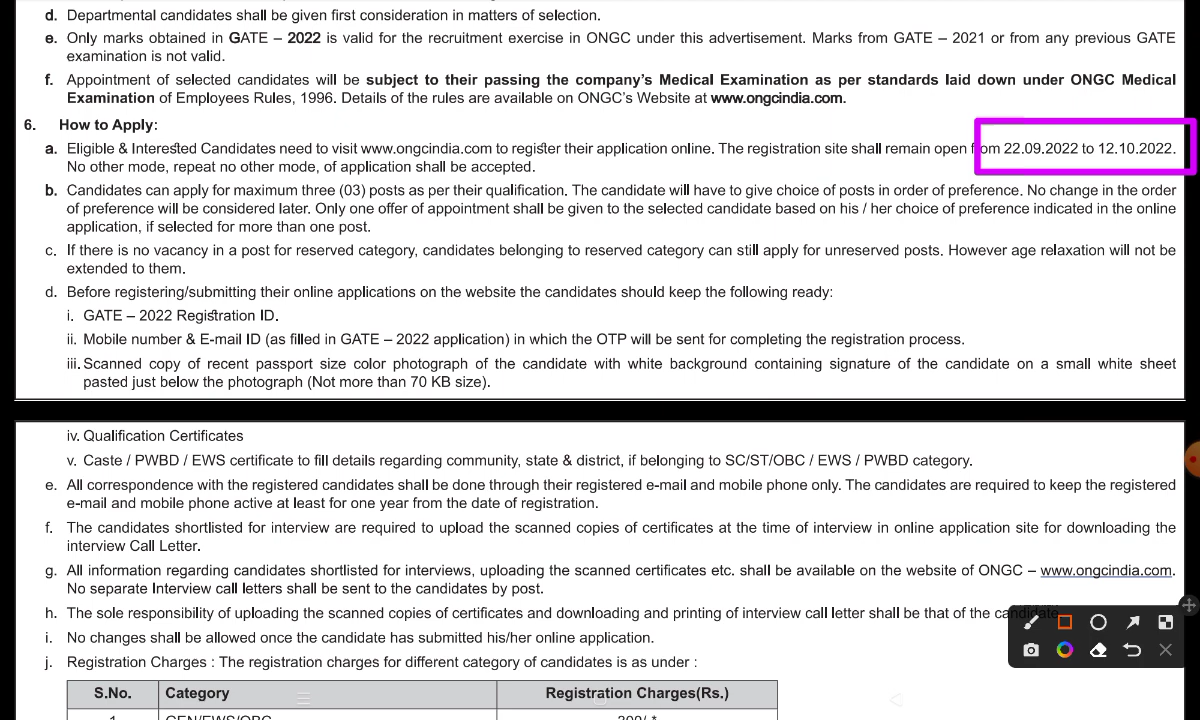 d. Departmental candidates shall be given first consideration in matters of selection.
e. Only marks obtained in GATE – 2022 is valid for the recruitment exercise in ONGC under this advertisement. Marks from GATE – 2021 or from any previous GATE
examination is not valid.
f. Appointment of selected candidates will be subject to their passing the company's Medical Examination as per standards laid down under ONGC Medical
Examination of Employees Rules, 1996. Details of the rules are available on ONGC's Website at www.ongcindia.com.
6. How to Apply:
a. Eligible & Interested Candidates need to visit www.ongcindia.com to register their application online. The registration site shall remain open from 22.09.2022 to 12.10.2022.
No other mode, repeat no other mode, of application shall be accepted.
b. Candidates can apply for maximum three (03) posts as per their qualification. The candidate will have to give choice of posts in order of preference. No change in the order
of preference will be considered later. Only one offer of appointment shall be given to the selected candidate based on his / her choice of preference indicated in the online
application, if selected for more than one post.
c. If there is no vacancy in a post for reserved category, candidates belonging to reserved category can still apply for unreserved posts. However age relaxation will not be
extended to them.
d. Before registering/submitting their online applications on the website the candidates should keep the following ready:
i. GATE – 2022 Registration ID.
ii. Mobile number & E-mail ID (as filled in GATE – 2022 application) in which the OTP will be sent for completing the registration process.
iii. Scanned copy of recent passport size color photograph of the candidate with white background containing signature of the candidate on a small white sheet
pasted just below the photograph (Not more than 70 KB size).
iv. Qualification Certificates
v. Caste / PWBD / EWS certificate to fill details regarding community, state & district, if belonging to SC/ST/OBC / EWS / PWBD category.
e. All correspondence with the registered candidates shall be done through their registered e-mail and mobile phone only. The candidates are required to keep the registered
e-mail and mobile phone active at least for one year from the date of registration.
f. The candidates shortlisted for interview are required to upload the scanned copies of certificates at the time of interview in online application site for downloading the
interview Call Letter.
g. All information regarding candidates shortlisted for interviews, uploading the scanned certificates etc. shall be available on the website of ONGC – www.ongcindia.com.
No separate Interview call letters shall be sent to the candidates by post.
h. The sole responsibility of uploading the scanned copies of certificates and downloading and printing of interview call letter shall be that of the candidate.
i. No changes shall be allowed once the candidate has submitted his/her online application.
j. Registration Charges : The registration charges for different category of candidates is as under :
S.No. Category Registration Charges(Rs.)
1 GEN/EWS/OBC 300/-*